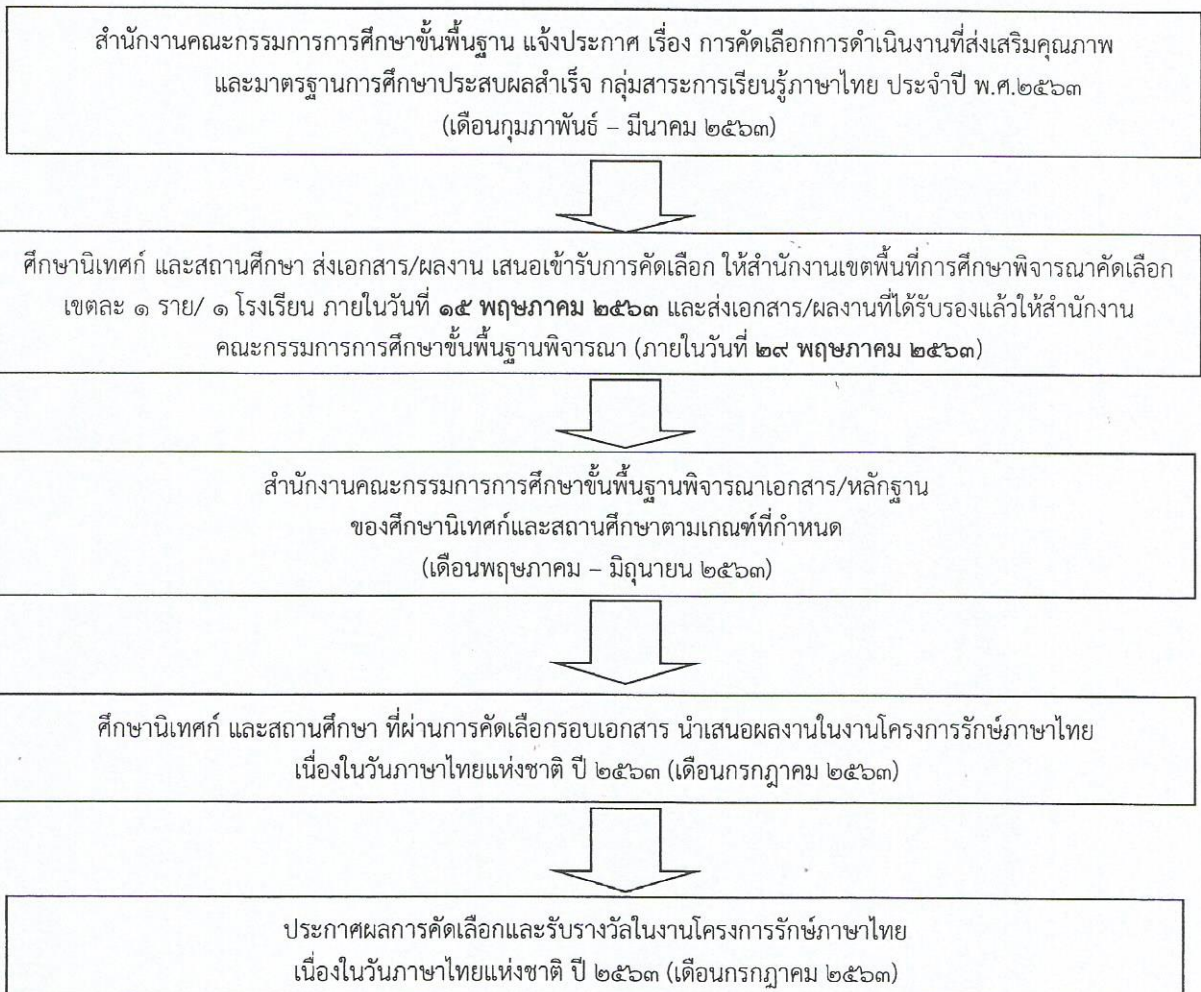 สำนักงานคณะกรรมการการศึกษาขั้นพื้นฐาน แจ้งประกาศ เรื่อง การคัดเลือกการดำเนินงานที่ส่งเสริมคุณภาพ
และมาตรฐานการศึกษาประสบผลสำเร็จ กลุ่มสาระการเรียนรู้ภาษาไทย ประจำปี พ.ศ.๒๕๖๓
(เดือนกุมภาพันธ์ – มีนาคม ๒๕๖๓)
ศึกษานิเทศก์ และสถานศึกษา ส่งเอกสาร/ผลงาน เสนอเข้ารับการคัดเลือก ให้สำนักงานเขตพื้นที่การศึกษาพิจารณาคัดเลือก
เขตละ ๑ ราย/ ๑ โรงเรียน ภายในวันที่ ๑๕ พฤษภาคม ๒๕๖๓ และส่งเอกสาร/ผลงานที่ได้รับรองแล้วให้สำนักงาน
คณะกรรมการการศึกษาขั้นพื้นฐานพิจารณา (ภายในวันที่ ๒๙ พฤษภาคม ๒๕๖๓)
สำนักงานคณะกรรมการการศึกษาขั้นพื้นฐานพิจารณาเอกสาร/หลักฐาน
ของศึกษานิเทศก์และสถานศึกษาตามเกณฑ์ที่กำหนด
(เดือนพฤษภาคม – มิถุนายน ๒๕๖๓)
ศึกษานิเทศก์ และสถานศึกษา ที่ผ่านการคัดเลือกรอบเอกสาร นำเสนอผลงานในงานโครงการรักษ์ภาษาไทย
เนื่องในวันภาษาไทยแห่งชาติ ปี ๒๕๖๓ (เดือนกรกฎาคม ๒๕๖๓)
ประกาศผลการคัดเลือกและรับรางวัลในงานโครงการรักษ์ภาษาไทย
เนื่องในวันภาษาไทยแห่งชาติ ปี ๒๕๖๓ (เดือนกรกฎาคม ๒๕๖๓)